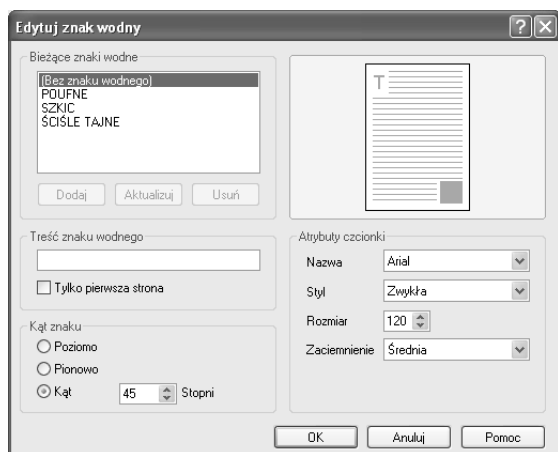 Edytuj znak wodny
Bieżące znaki wodne
(Bez znaku wodnego)
POUFNE
SZKIC
ŚCIŚLE TAJNE
Dodaj Aktualizuj Usuń
T
Treść znaku wodnego
Tylko pierwsza strona
Kąt znaku
Poziomo
Pionowo
Kąt 45 Stopni
Atrybuty czcionki
Nazwa Arial
Styl Zwykła
Rozmiar 120
Zaciemnienie Średnia
OK Anuluj Pomoc